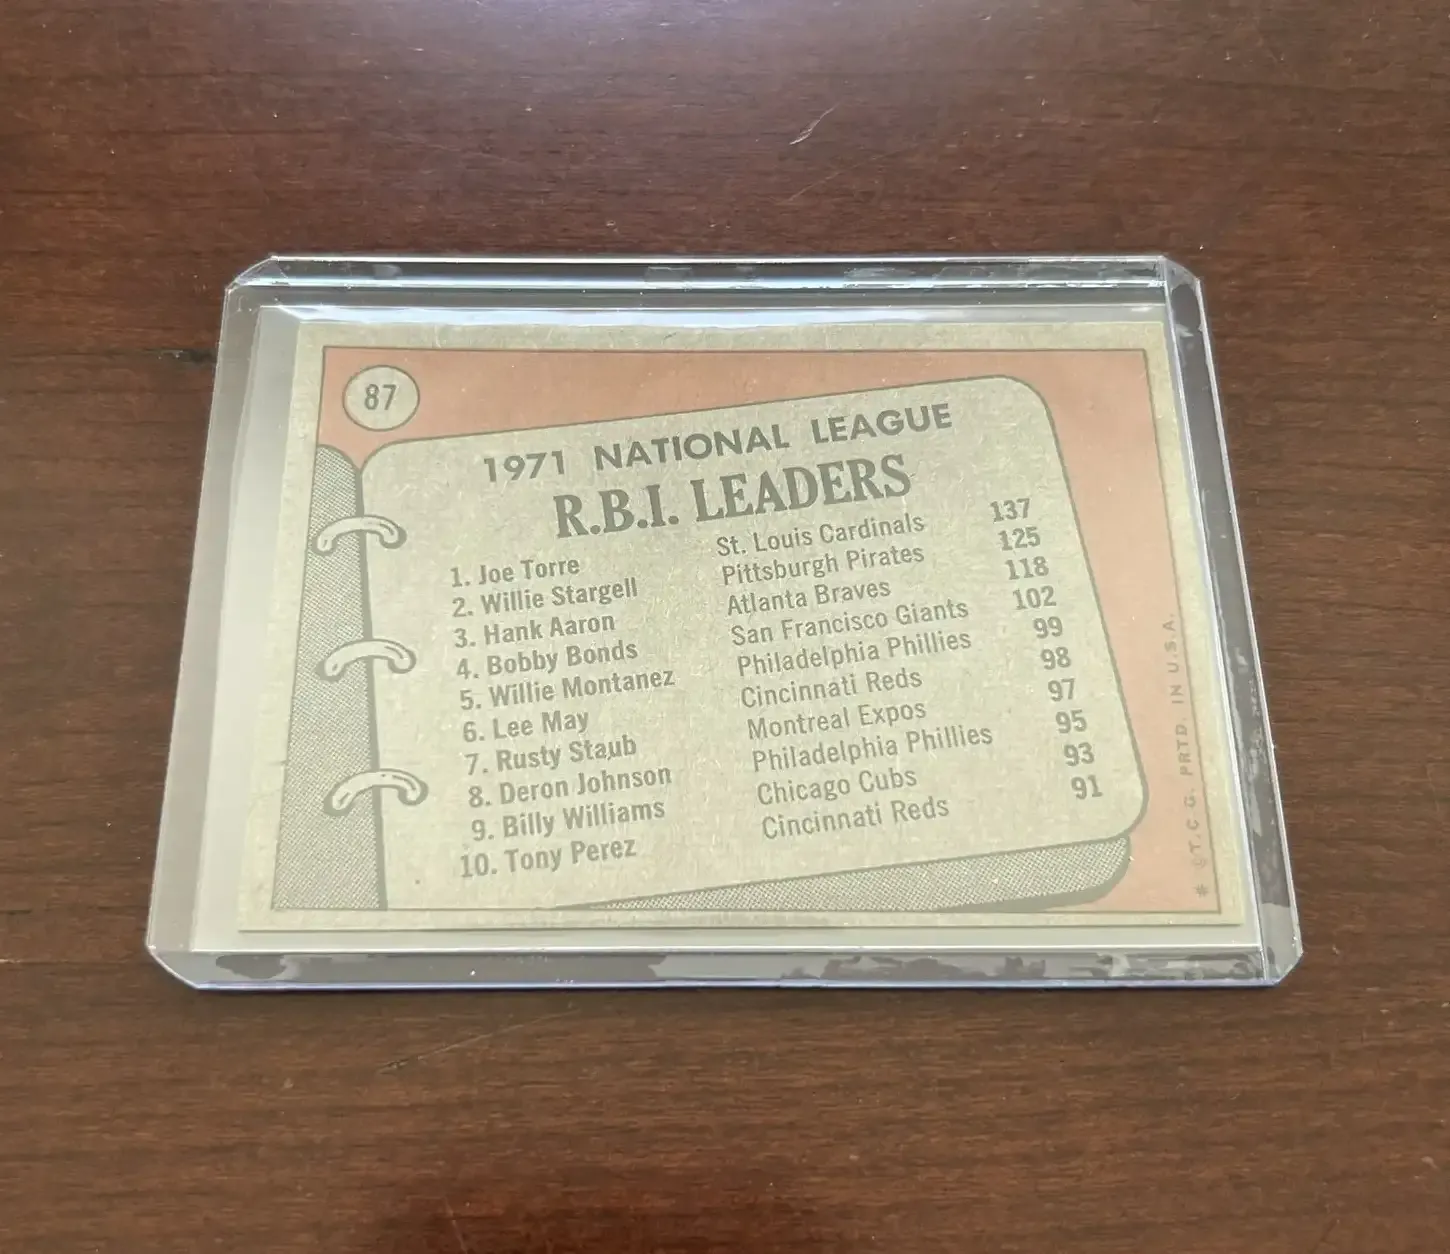 87
1971 NATIONAL LEAGUE
R.B.I. LEADERS
1. Joe Torre St. Louis Cardinals 137
2. Willie Stargell Pittsburgh Pirates 125
3. Hank Aaron Atlanta Braves 118
4. Bobby Bonds San Francisco Giants 102
5. Willie Montanez Philadelphia Phillies 99
6. Lee May Cincinnati Reds 98
7. Rusty Staub Montreal Expos 97
8. Deron Johnson Philadelphia Phillies 95
9. Billy Williams Chicago Cubs 93
10. Tony Perez Cincinnati Reds 91
* ©T.C.G. PRTD. IN U.S.A.